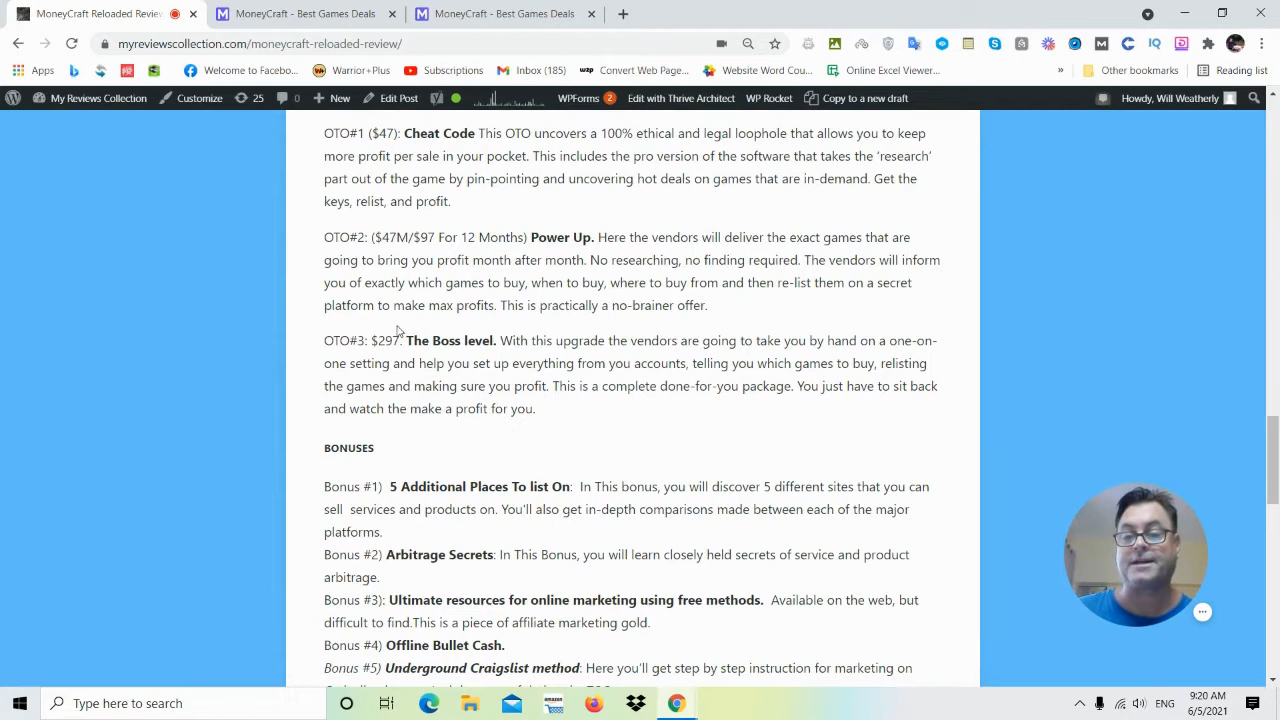 MoneyCraft Reloaded Revie
MoneyCraft - Best Games Deals
MoneyCraft - Best Games Deals
myreviewscollection.com/moneycraft-reloaded-review/
Apps
Welcome to Facebo...
Warrior+Plus
Subscriptions
Inbox (185)
wzp Convert Web Page...
Website Word Cou...
Online Excel Viewer...
»
Other bookmarks
Reading list
My Reviews Collection
Customize
25
0
New
Edit Post
WPForms 2
Edit with Thrive Architect
WP Rocket
Copy to a new draft
Howdy, Will Weatherly
OTO#1 ($47): Cheat Code This OTO uncovers a 100% ethical and legal loophole that allows you to keep
more profit per sale in your pocket. This includes the pro version of the software that takes the ‘research’
part out of the game by pin-pointing and uncovering hot deals on games that are in-demand. Get the
keys, relist, and profit.
OTO#2: ($47M/$97 For 12 Months) Power Up. Here the vendors will deliver the exact games that are
going to bring you profit month after month. No researching, no finding required. The vendors will inform
you of exactly which games to buy, when to buy, where to buy from and then re-list them on a secret
platform to make max profits. This is practically a no-brainer offer.
OTO#3: $297. The Boss level. With this upgrade the vendors are going to take you by hand on a one-on-
one setting and help you set up everything from you accounts, telling you which games to buy, relisting
the games and making sure you profit. This is a complete done-for-you package. You just have to sit back
and watch the make a profit for you.
BONUSES
Bonus #1) 5 Additional Places To list On: In This bonus, you will discover 5 different sites that you can
sell services and products on. You'll also get in-depth comparisons made between each of the major
platforms.
Bonus #2) Arbitrage Secrets: In This Bonus, you will learn closely held secrets of service and product
arbitrage.
Bonus #3): Ultimate resources for online marketing using free methods. Available on the web, but
difficult to find.This is a piece of affiliate marketing gold.
Bonus #4) Offline Bullet Cash.
Bonus #5) Underground Craigslist method: Here you'll get step by step instruction for marketing on
Type here to search
ENG
9:20 AM
6/5/2021